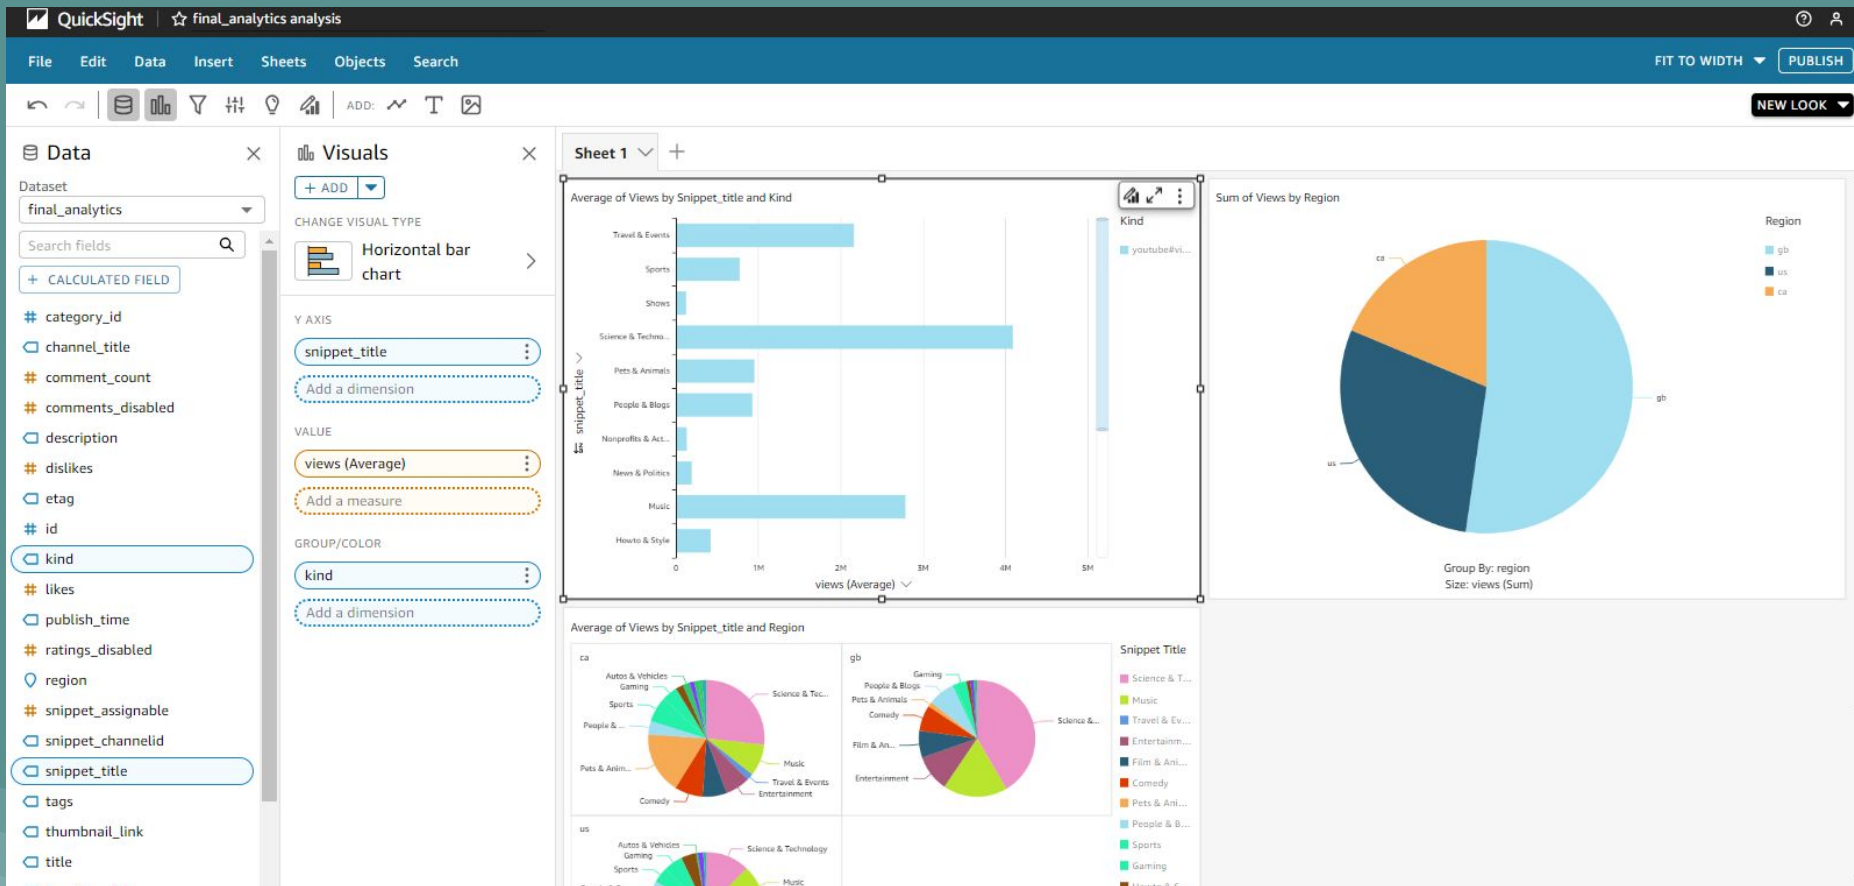 QuickSight
final_analytics analysis
File Edit Data Insert Sheets Objects Search
FIT TO WIDTH
PUBLISH
ADD:
NEW LOOK
Data
Dataset
final_analytics
Search fields
+ CALCULATED FIELD
category_id
channel_title
comment_count
comments_disabled
description
dislikes
etag
id
kind
likes
publish_time
ratings_disabled
region
snippet_assignable
snippet_channelid
snippet_title
tags
thumbnail_link
title
Visuals
+ ADD
CHANGE VISUAL TYPE
Horizontal bar
chart
Y AXIS
snippet_title
Add a dimension
VALUE
views (Average)
Add a measure
GROUP/COLOR
kind
Add a dimension
Sheet 1
Average of Views by Snippet_title and Kind
snippet_title
Travel & Events
Sports
Shows
Science & Techno...
Pets & Animals
People & Blogs
Nonprofits & Act...
News & Politics
Music
Howto & Style
0 1M 2M 3M 4M 5M
views (Average)
Kind
youtube#vi...
Sum of Views by Region
ca
us
gb
Group By: region
Size: views (Sum)
Region
gb
us
ca
Average of Views by Snippet_title and Region
ca
Autos & Vehicles
Gaming
Sports
People & ...
Pets & Anim...
Comedy
Science & Tec...
Music
Travel & Events
Entertainment
gb
Gaming
People & Blogs
Pets & Animals
Comedy
Film & An...
Entertainment
Science &...
us
Autos & Vehicles
Gaming
Sports
Science & Technology
Music
Snippet Title
Science & T...
Music
Travel & Ev...
Entertainm...
Film & Ani...
Comedy
Pets & Ani...
People & B...
Sports
Gaming